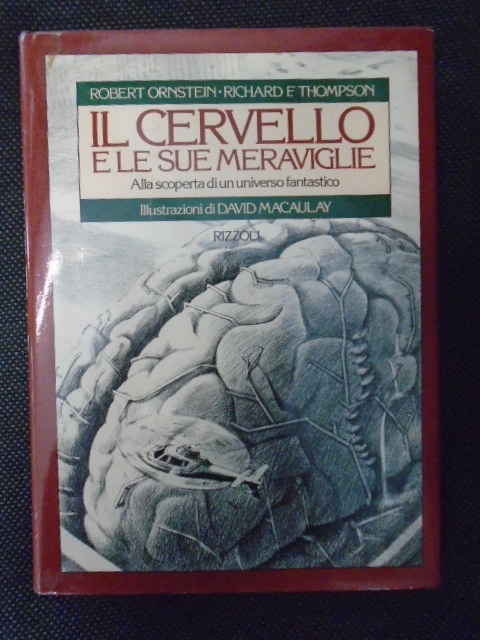 ROBERT ORNSTEIN • RICHARD F. THOMPSON
IL CERVELLO
E LE SUE MERAVIGLIE
Alla scoperta di un universo fantastico
Illustrazioni di DAVID MACAULAY
RIZZOLI